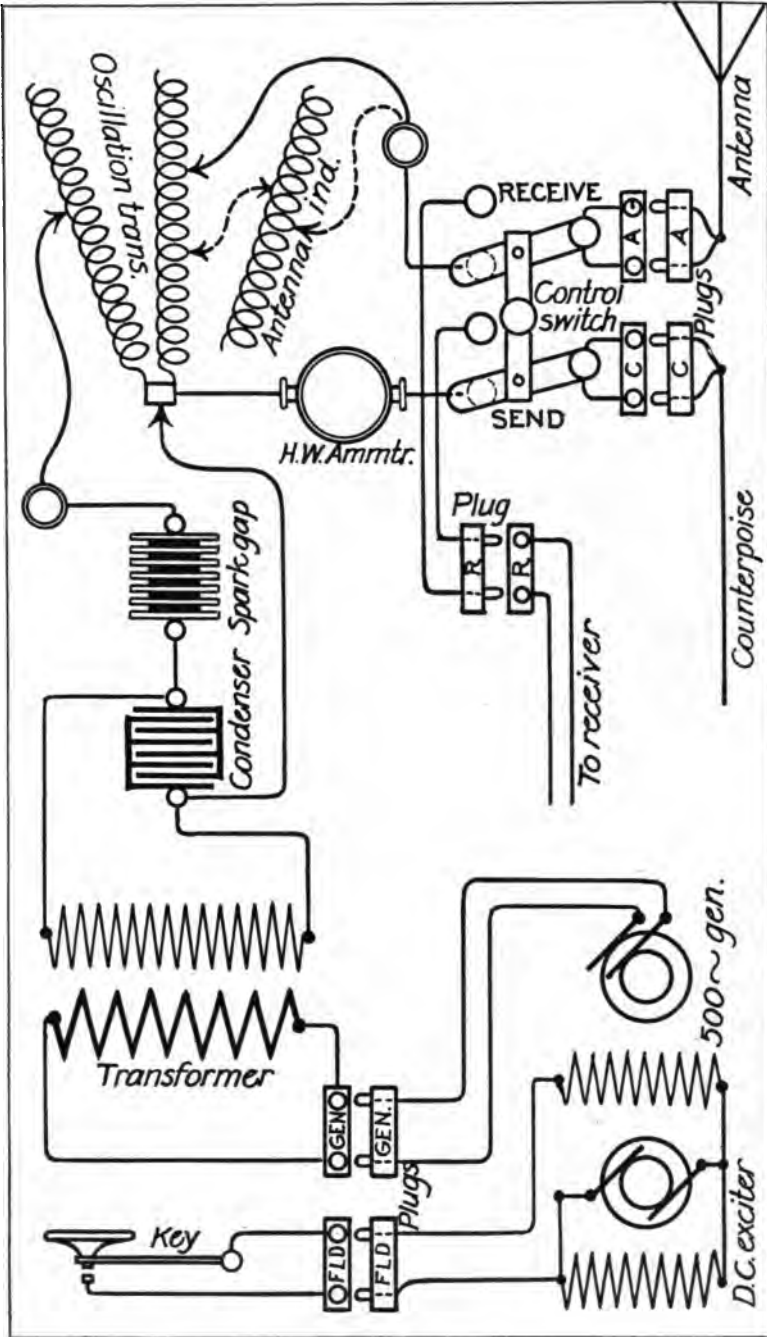 Oscillation trans.
Antenna ind.
H.W.Ammtr.
RECEIVE
Control
switch
SEND
A
A
C
C
Plugs
Antenna
Counterpoise
Plug
R
R
To receiver
Spark gap
Condenser
Transformer
GEN
GEN.
Plugs
Key
FLD
FLD
500~ gen.
D.C. exciter